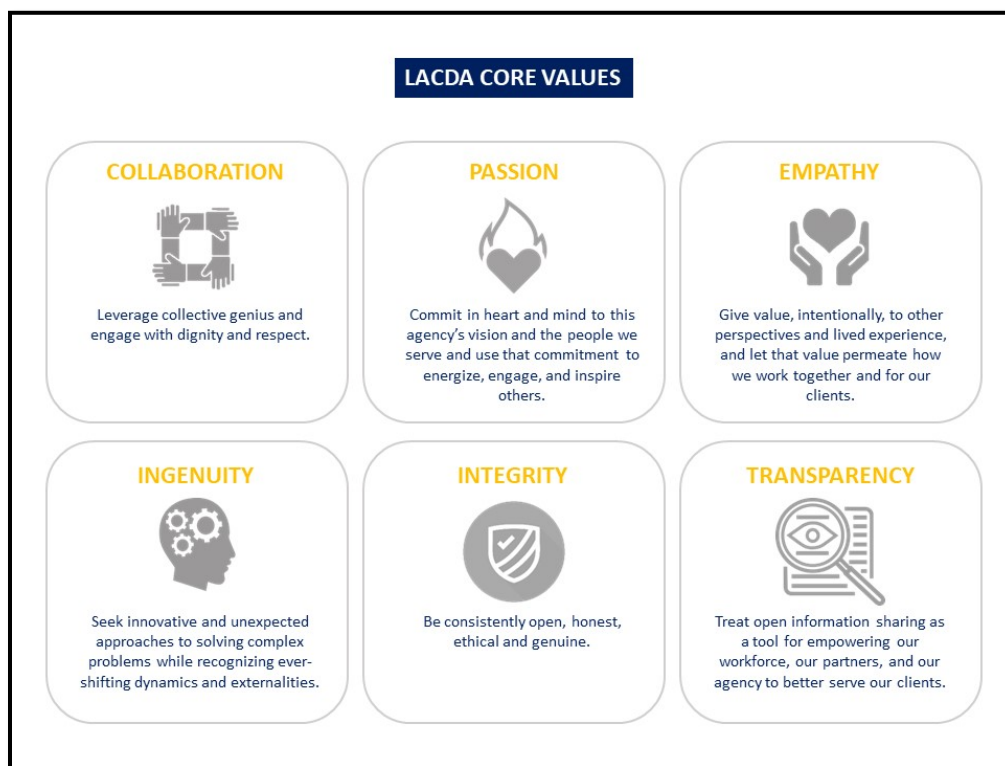 LACDA CORE VALUES
COLLABORATION
Leverage collective genius and
engage with dignity and respect.
PASSION
Commit in heart and mind to this
agency’s vision and the people we
serve and use that commitment to
energize, engage, and inspire
others.
EMPATHY
Give value, intentionally, to other
perspectives and lived experience,
and let that value permeate how
we work together and for our
clients.
INGENUITY
Seek innovative and unexpected
approaches to solving complex
problems while recognizing ever-
shifting dynamics and externalities.
INTEGRITY
Be consistently open, honest,
ethical and genuine.
TRANSPARENCY
Treat open information sharing as
a tool for empowering our
workforce, our partners, and our
agency to better serve our clients.